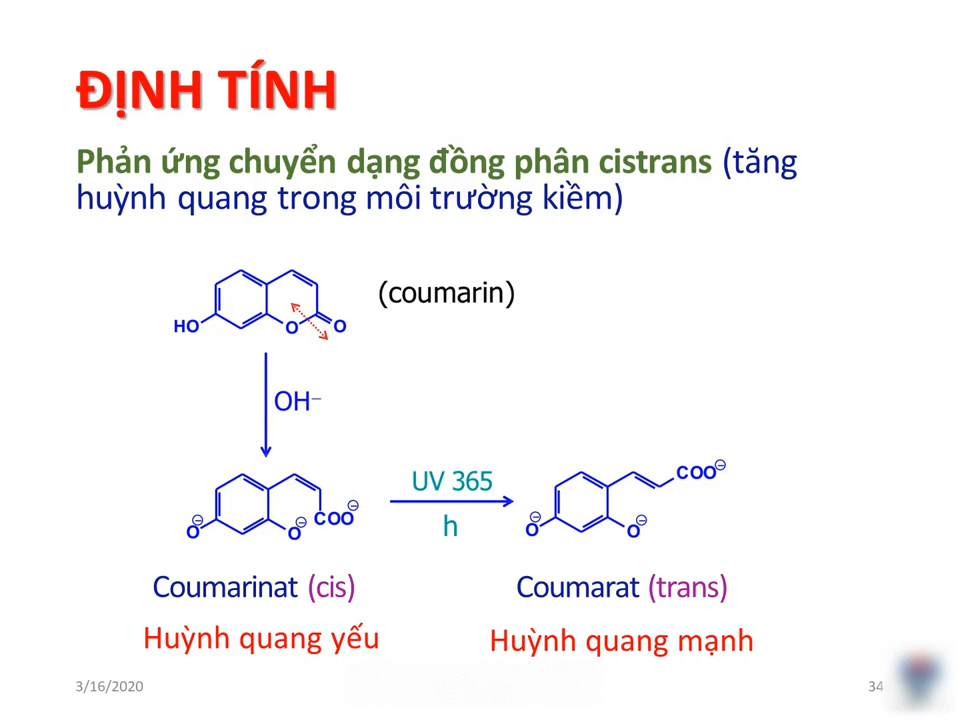 ĐỊNH TÍNH
Phản ứng chuyển dạng đồng phân cistrans (tăng
huỳnh quang trong môi trường kiềm)
(coumarin)
HO
O
O
OH–
UV 365
h
COO⊖
O⊖
O⊖
COO⊖
O⊖
O⊖
Coumarinat (cis)
Coumarat (trans)
Huỳnh quang yếu
Huỳnh quang mạnh
3/16/2020
34